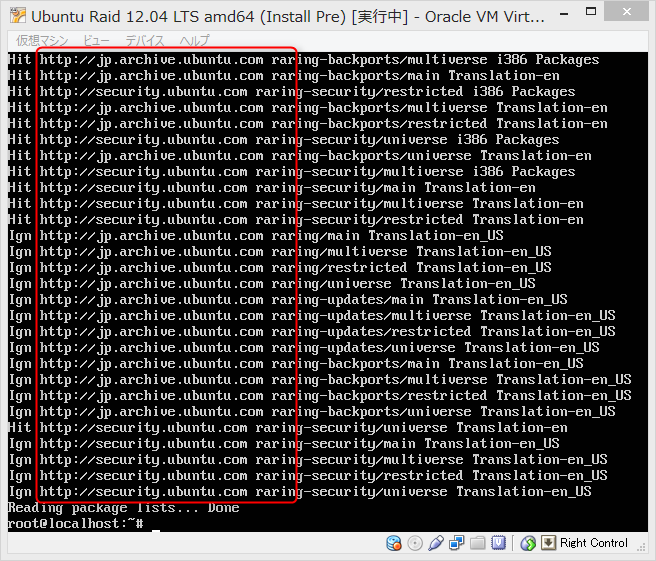 Ubuntu Raid 12.04 LTS amd64 (Install Pre) [実行中] - Oracle VM Virt...
仮想マシン ビュー デバイス ヘルプ
Hit http://jp.archive.ubuntu.com raring-backports/multiverse i386 Packages
Hit http://jp.archive.ubuntu.com raring-backports/main Translation-en
Hit http://security.ubuntu.com raring-security/restricted i386 Packages
Hit http://jp.archive.ubuntu.com raring-backports/multiverse Translation-en
Hit http://jp.archive.ubuntu.com raring-backports/restricted Translation-en
Hit http://security.ubuntu.com raring-security/universe i386 Packages
Hit http://jp.archive.ubuntu.com raring-backports/universe Translation-en
Hit http://security.ubuntu.com raring-security/multiverse i386 Packages
Hit http://security.ubuntu.com raring-security/main Translation-en
Hit http://security.ubuntu.com raring-security/multiverse Translation-en
Hit http://security.ubuntu.com raring-security/restricted Translation-en
Ign http://jp.archive.ubuntu.com raring/main Translation-en_US
Ign http://jp.archive.ubuntu.com raring/multiverse Translation-en_US
Ign http://jp.archive.ubuntu.com raring/restricted Translation-en_US
Ign http://jp.archive.ubuntu.com raring/universe Translation-en_US
Ign http://jp.archive.ubuntu.com raring-updates/main Translation-en_US
Ign http://jp.archive.ubuntu.com raring-updates/multiverse Translation-en_US
Ign http://jp.archive.ubuntu.com raring-updates/restricted Translation-en_US
Ign http://jp.archive.ubuntu.com raring-updates/universe Translation-en_US
Ign http://jp.archive.ubuntu.com raring-backports/main Translation-en_US
Ign http://jp.archive.ubuntu.com raring-backports/multiverse Translation-en_US
Ign http://jp.archive.ubuntu.com raring-backports/restricted Translation-en_US
Ign http://jp.archive.ubuntu.com raring-backports/universe Translation-en_US
Hit http://security.ubuntu.com raring-security/universe Translation-en
Ign http://security.ubuntu.com raring-security/main Translation-en_US
Ign http://security.ubuntu.com raring-security/multiverse Translation-en_US
Ign http://security.ubuntu.com raring-security/restricted Translation-en_US
Ign http://security.ubuntu.com raring-security/universe Translation-en_US
Reading package lists... Done
root@localhost:~# _
Right Control